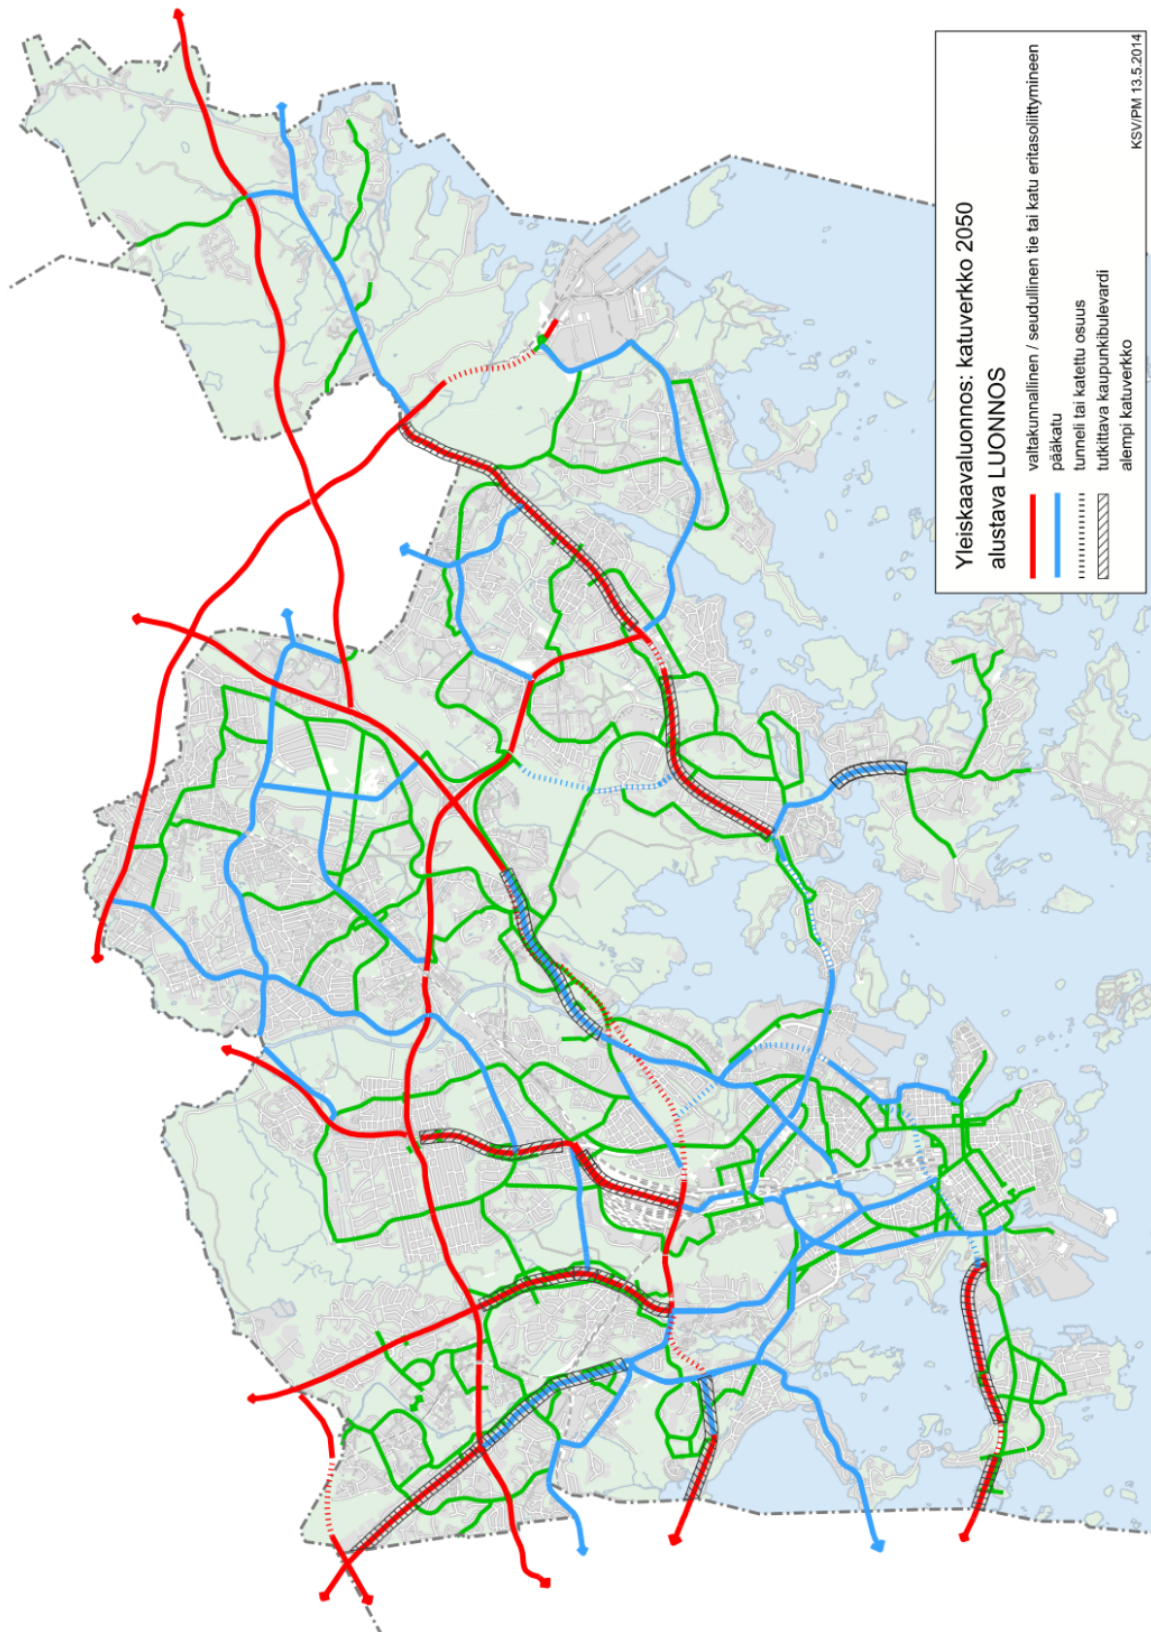 Yleiskaavaluonnos: katuverkko 2050
alustava LUONNOS
valtakunnallinen / seudullinen tie tai katu eritasoliittymineen
pääkatu
tunneli tai katettu osuus
tutkittava kaupunkibulevardi
alempi katuverkko
KSV/PM 13.5.2014